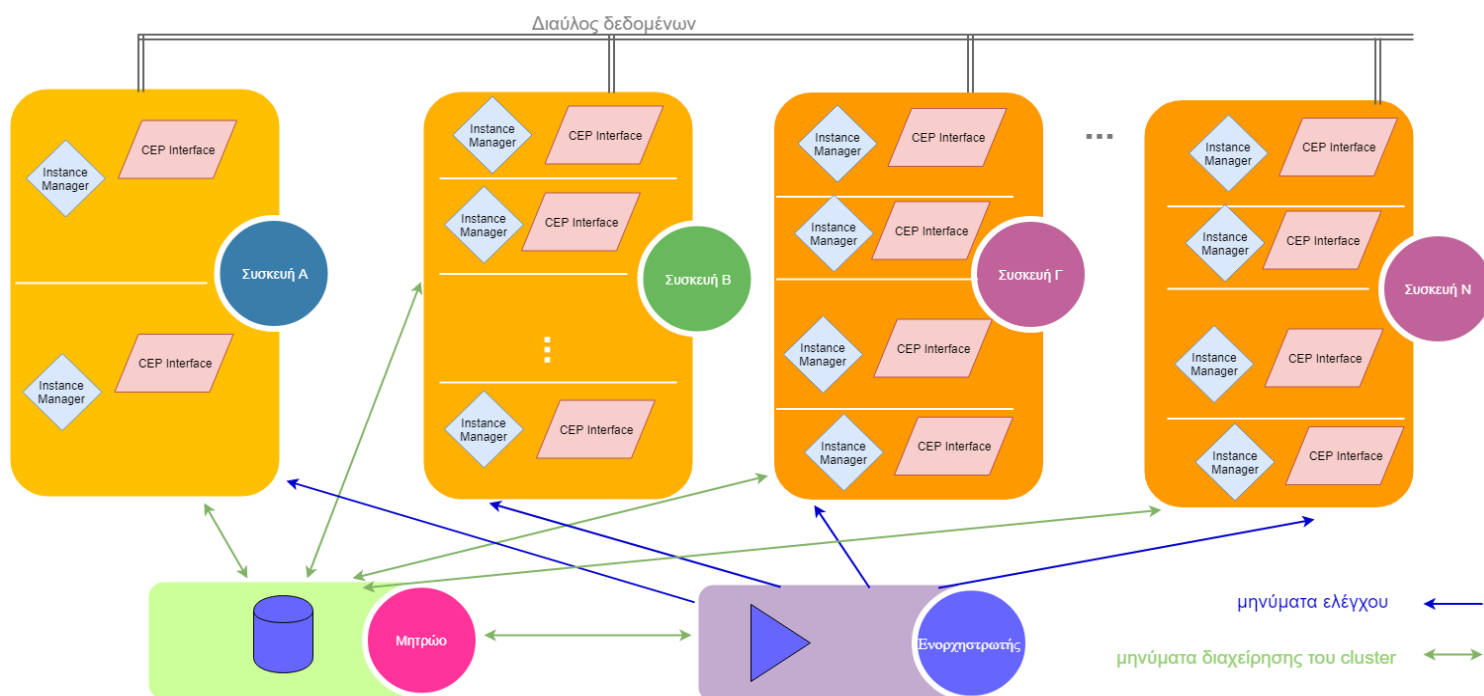 Διαύλος δεδομένων
Instance
Manager
CEP Interface
Instance
Manager
CEP Interface
Συσκευή Α
Instance
Manager
CEP Interface
Instance
Manager
CEP Interface
Συσκευή Β
Instance
Manager
CEP Interface
Instance
Manager
CEP Interface
Instance
Manager
CEP Interface
Συσκευή Γ
Instance
Manager
CEP Interface
Instance
Manager
CEP Interface
...
Instance
Manager
CEP Interface
Instance
Manager
CEP Interface
Συσκευή Ν
Instance
Manager
CEP Interface
Instance
Manager
CEP Interface
Μητρώο
Ενορχηστρωτής
μηνύματα ελέγχου
μηνύματα διαχείρησης του cluster